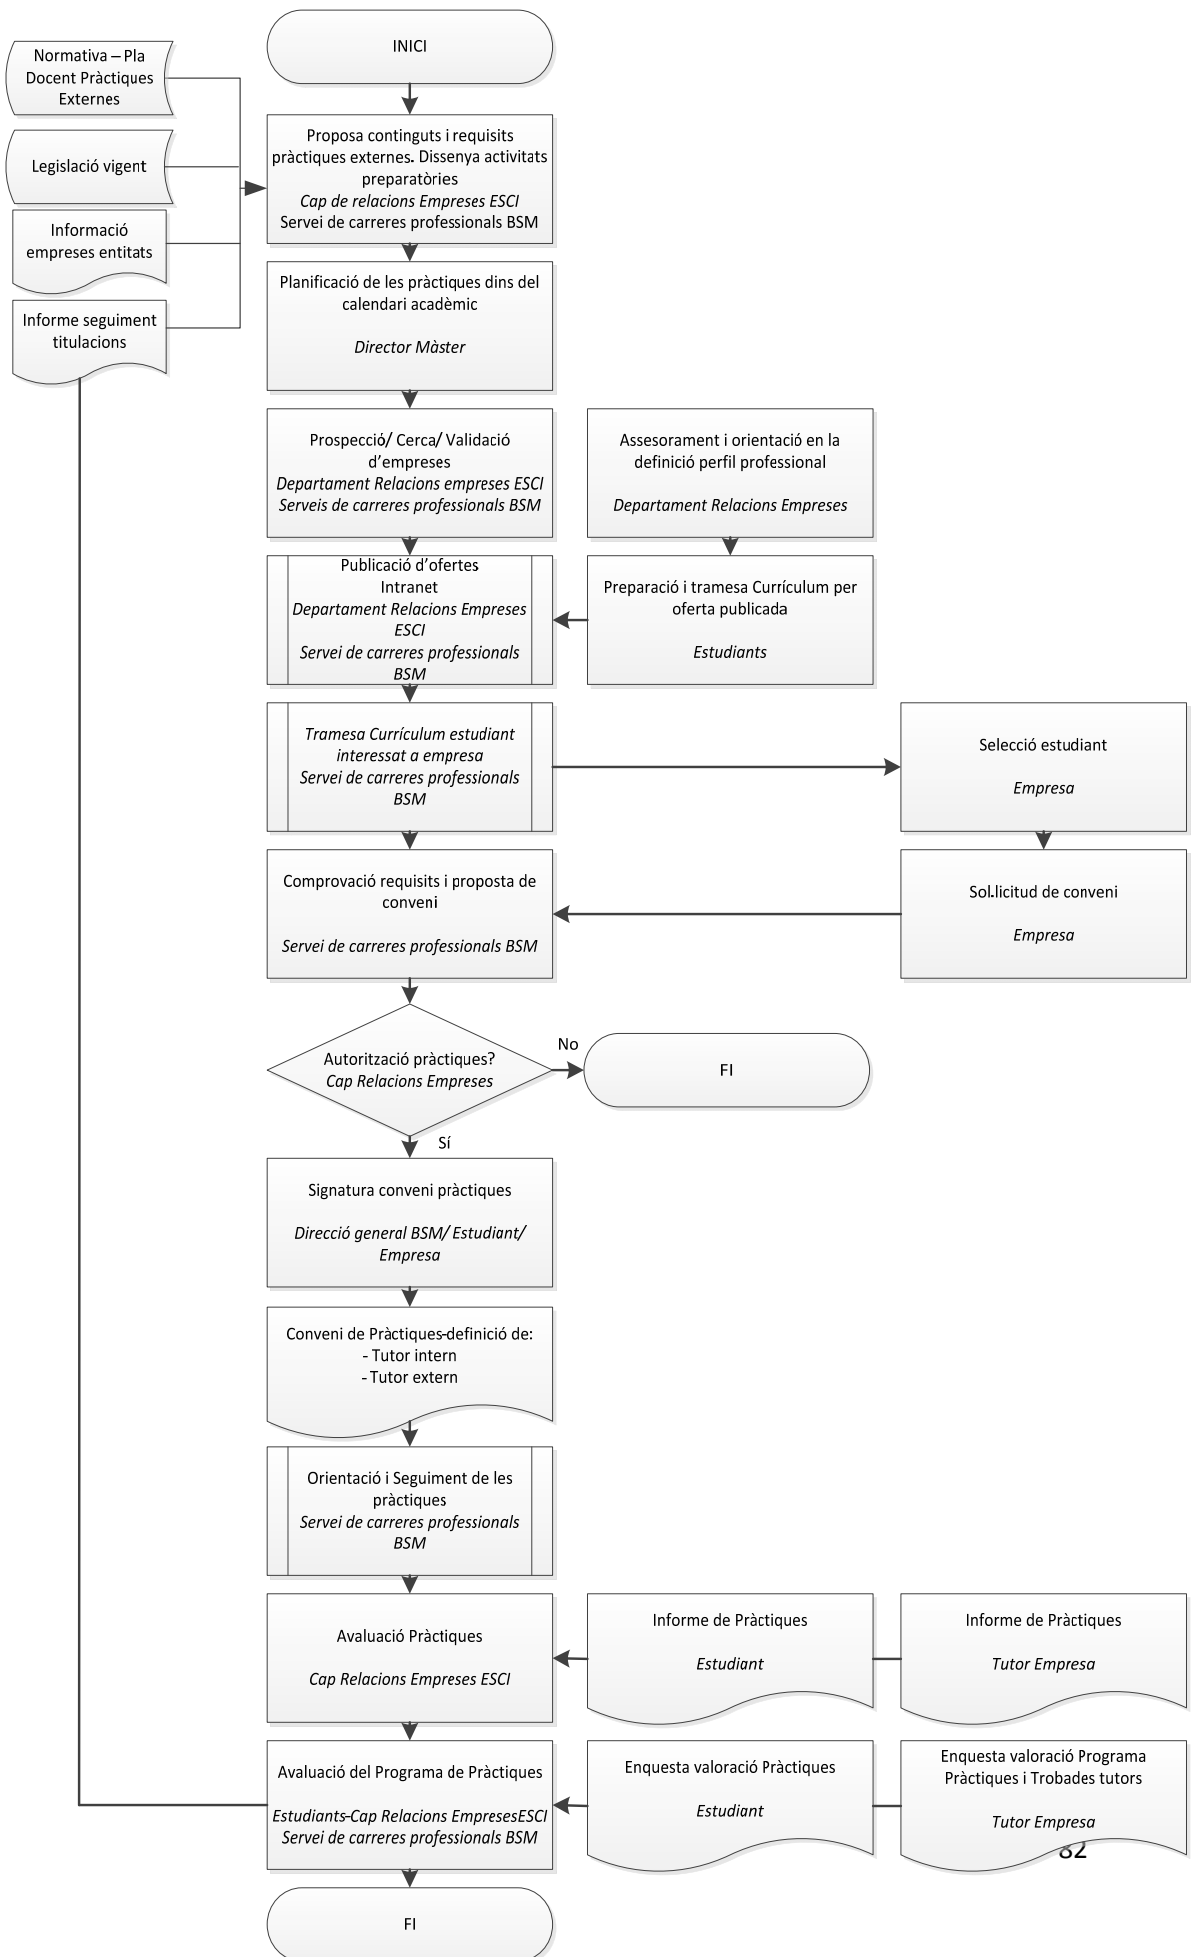 INICI
Normativa – Pla
Docent Pràctiques
Externes
Legislació vigent
Informació
empreses entitats
Informe seguiment
titulacions
Proposa continguts i requisits
pràctiques externes. Dissenya activitats
preparatòries
Cap de relacions Empreses ESCI
Servei de carreres professionals BSM
Planificació de les pràctiques dins del
calendari acadèmic
Director Màster
Prospecció/ Cerca/ Validació
d'empreses
Departament Relacions empreses ESCI
Serveis de carreres professionals BSM
Assesorament i orientació en la
definició perfil professional
Departament Relacions Empreses
Publicació d'ofertes
Intranet
Departament Relacions Empreses
ESCI
Servei de carreres professionals
BSM
Preparació i tramesa Currículum per
oferta publicada
Estudiants
Tramesa Currículum estudiant
interessat a empresa
Servei de carreres professionals
BSM
Selecció estudiant
Empresa
Comprovació requisits i proposta de
conveni
Servei de carreres professionals BSM
Sol.licitud de conveni
Empresa
Autorització pràctiques?
Cap Relacions Empreses
No
FI
Sí
Signatura conveni pràctiques
Direcció general BSM/ Estudiant/
Empresa
Conveni de Pràctiques-definició de:
- Tutor intern
- Tutor extern
Orientació i Seguiment de les
pràctiques
Servei de carreres professionals
BSM
Avaluació Pràctiques
Cap Relacions Empreses ESCI
Informe de Pràctiques
Estudiant
Informe de Pràctiques
Tutor Empresa
Avaluació del Programa de Pràctiques
Estudiants-Cap Relacions EmpresesESCI
Servei de carreres professionals BSM
Enquesta valoració Pràctiques
Estudiant
Enquesta valoració Programa
Pràctiques i Trobades tutors
Tutor Empresa
82
FI